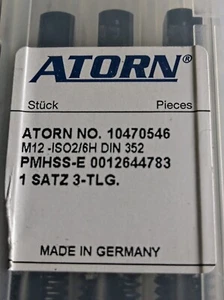 ATORN®
Stück Pieces
ATORN NO. 10470546
M12 -ISO2/6H DIN 352
PMHSS-E 0012644783
1 SATZ 3-TLG.
MADE IN GERMANY